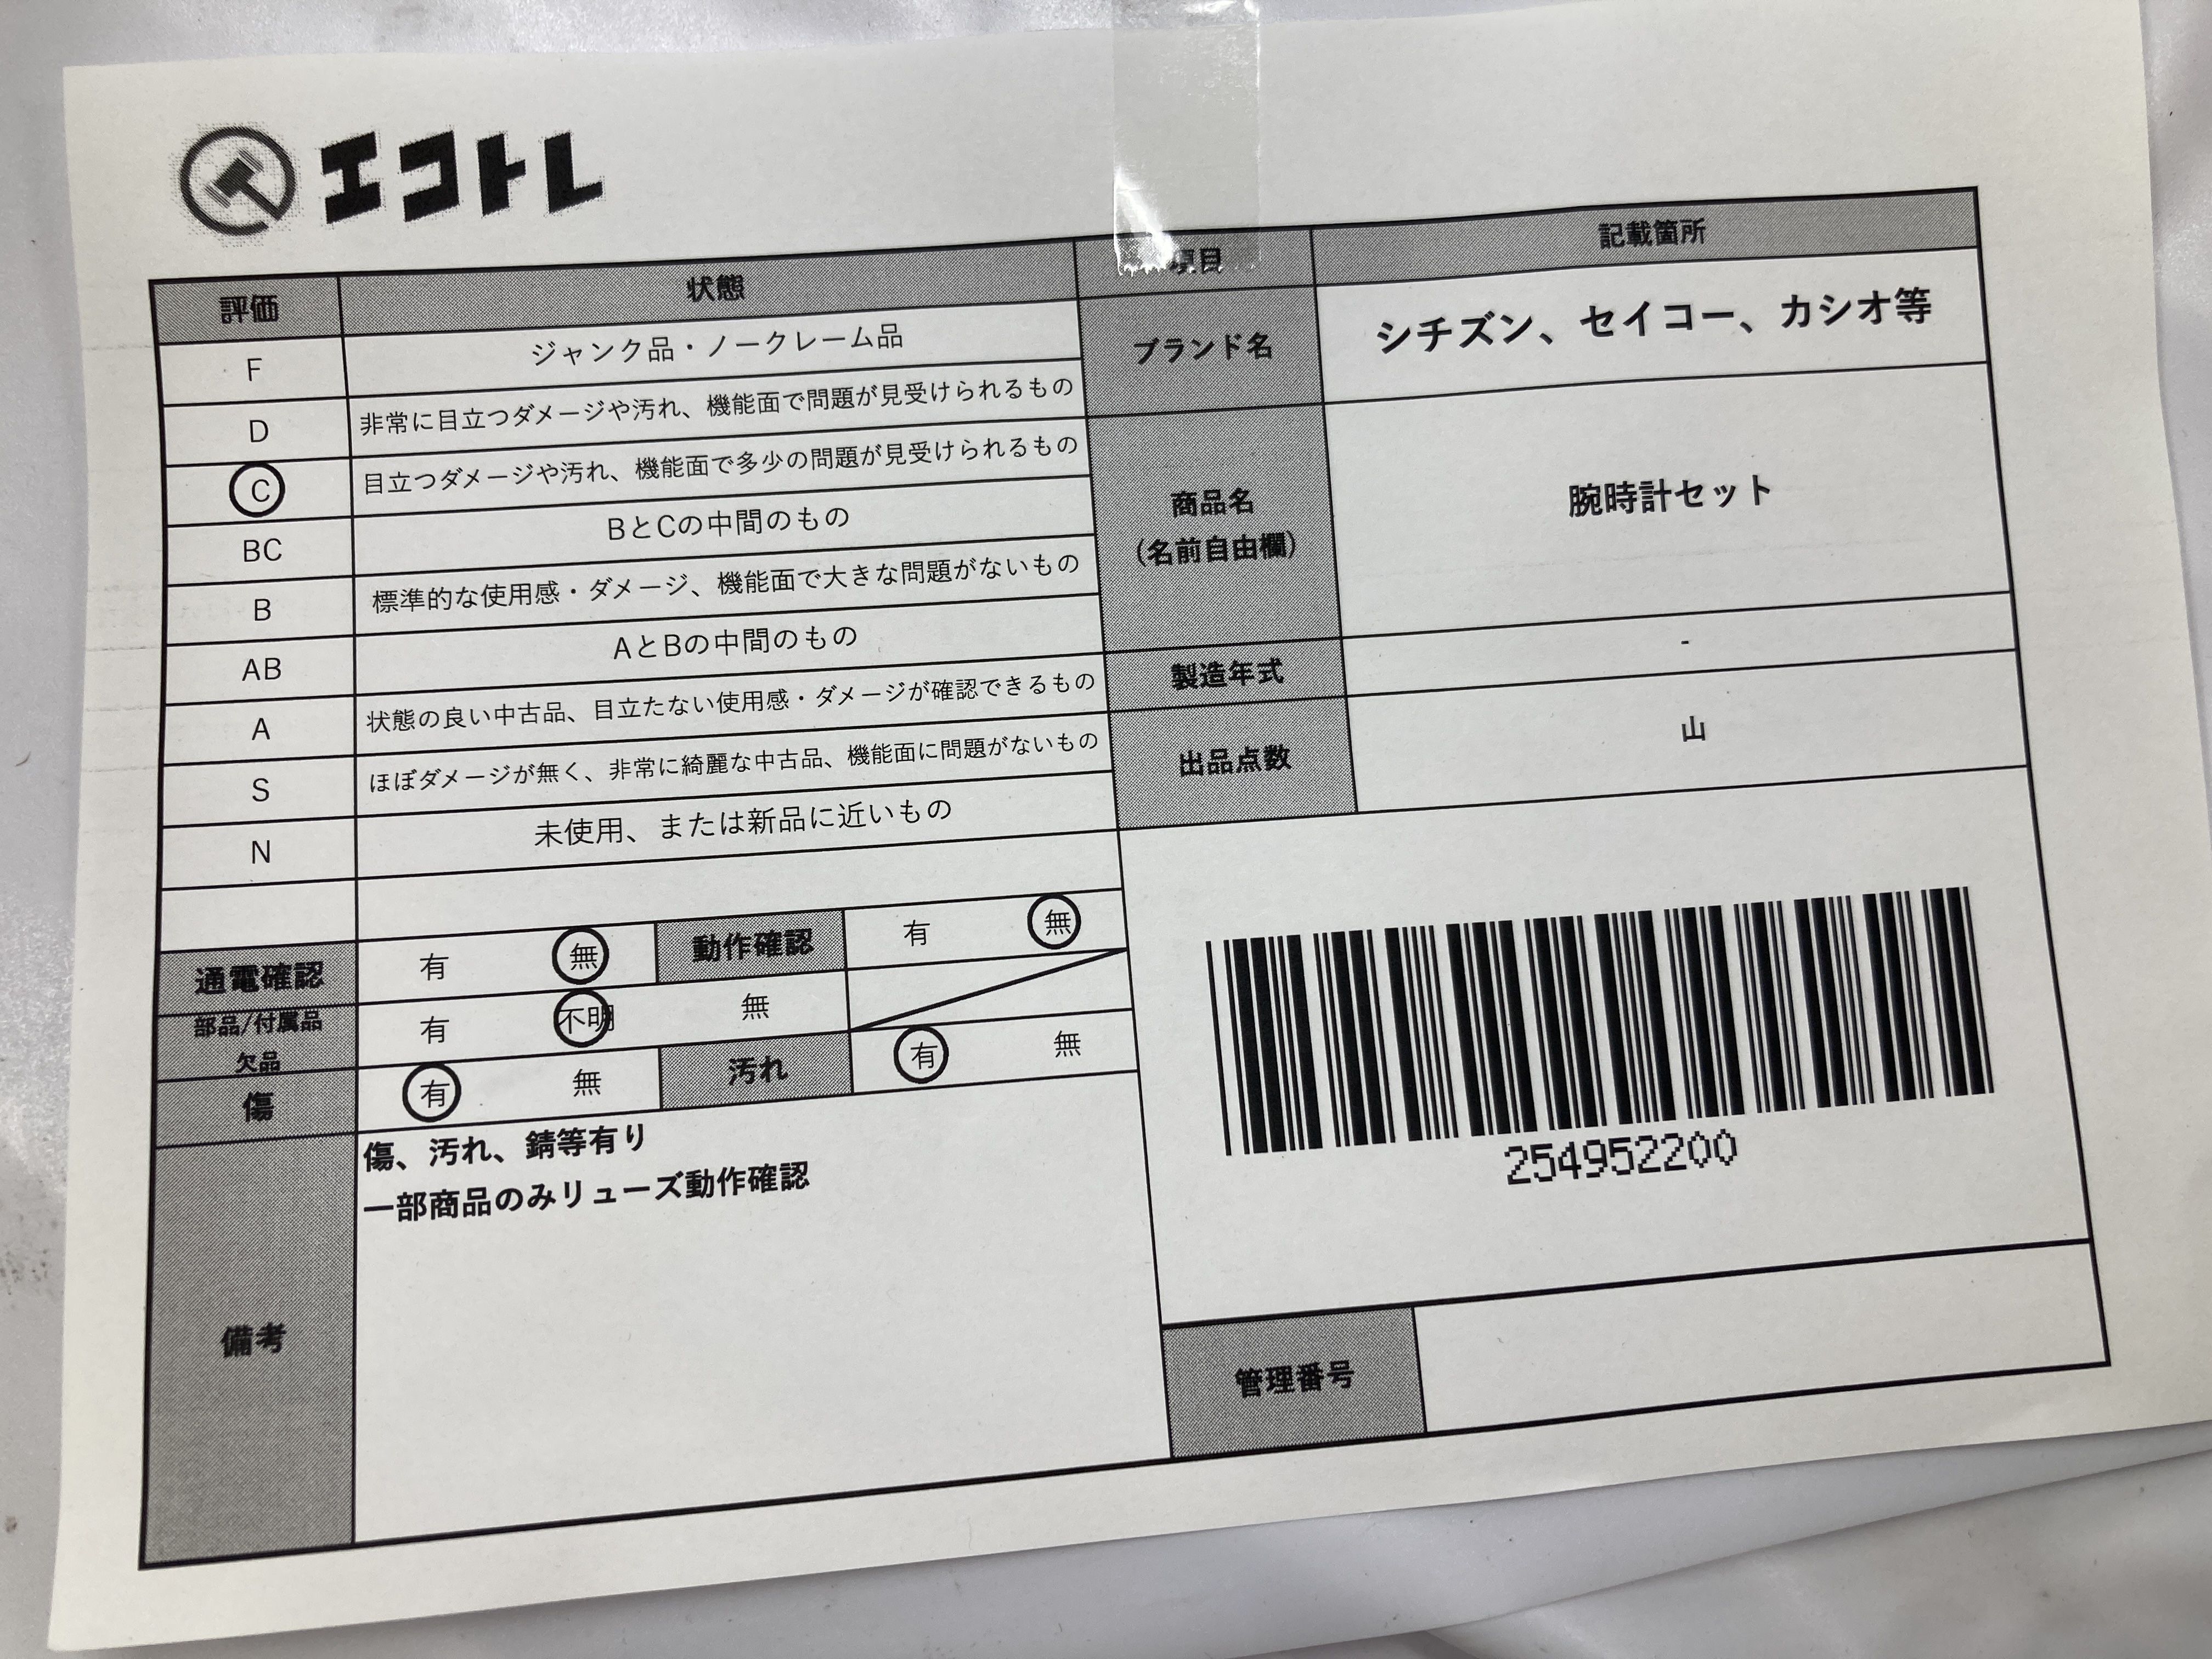 エコトレ
評価 状態
F ジャンク品・ノークレーム品
D 非常に目立つダメージや汚れ、機能面で問題が見受けられるもの
C 目立つダメージや汚れ、機能面で多少の問題が見受けられるもの
BC BとCの中間のもの
B 標準的な使用感・ダメージ、機能面で大きな問題がないもの
AB AとBの中間のもの
A 状態の良い中古品、目立たない使用感・ダメージが確認できるもの
S ほぼダメージが無く、非常に綺麗な中古品、機能面に問題がないもの
N 未使用、または新品に近いもの
通電確認 有 無 動作確認 有 無
部品/付属品
欠品 有 不明 無
傷 有 無 汚れ 有 無
備考
傷、汚れ、錆等有り
一部商品のみリューズ動作確認
項目 記載箇所
ブランド名 シチズン、セイコー、カシオ等
商品名
(名前自由欄) 腕時計セット
製造年式 -
出品点数 山
254952200
管理番号